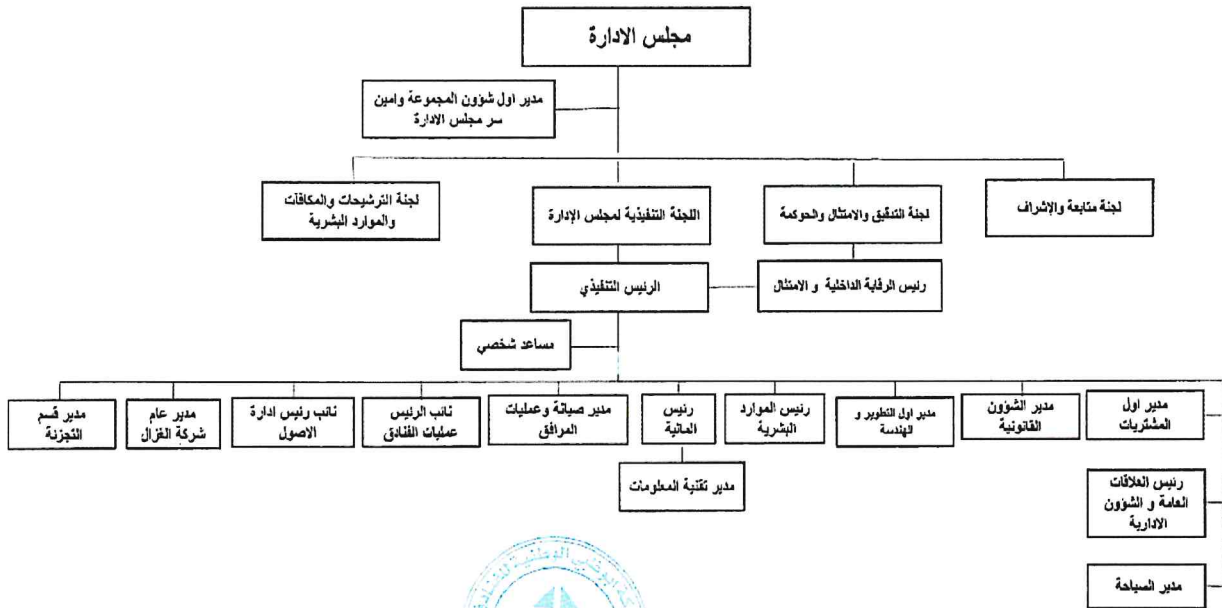 مجلس الادارة
مدير اول شؤون المجموعة وامين
سر مجلس الادارة
لجنة متابعة والإشراف
لجنة التدقيق والامتثال والحوكمة
اللجنة التنفيذية لمجلس الإدارة
لجنة الترشيحات والمكافآت
والموارد البشرية
رئيس الرقابة الداخلية و الامتثال
الرئيس التنفيذي
مساعد شخصي
مدير اول
المشتريات
مدير الشؤون
القانونية
مدير اول التطوير و
الهندسة
رئيس الموارد
البشرية
رئيس
المالية
مدير صيانة وعمليات
المرافق
نائب الرئيس
عمليات الفنادق
نائب رئيس ادارة
الاصول
مدير عام
شركة الغزال
مدير قسم
التجزئة
مدير تقنية المعلومات
رئيس العلاقات
العامة و الشؤون
الادارية
مدير السياحة
أبوظبي الوطنية للفنادق